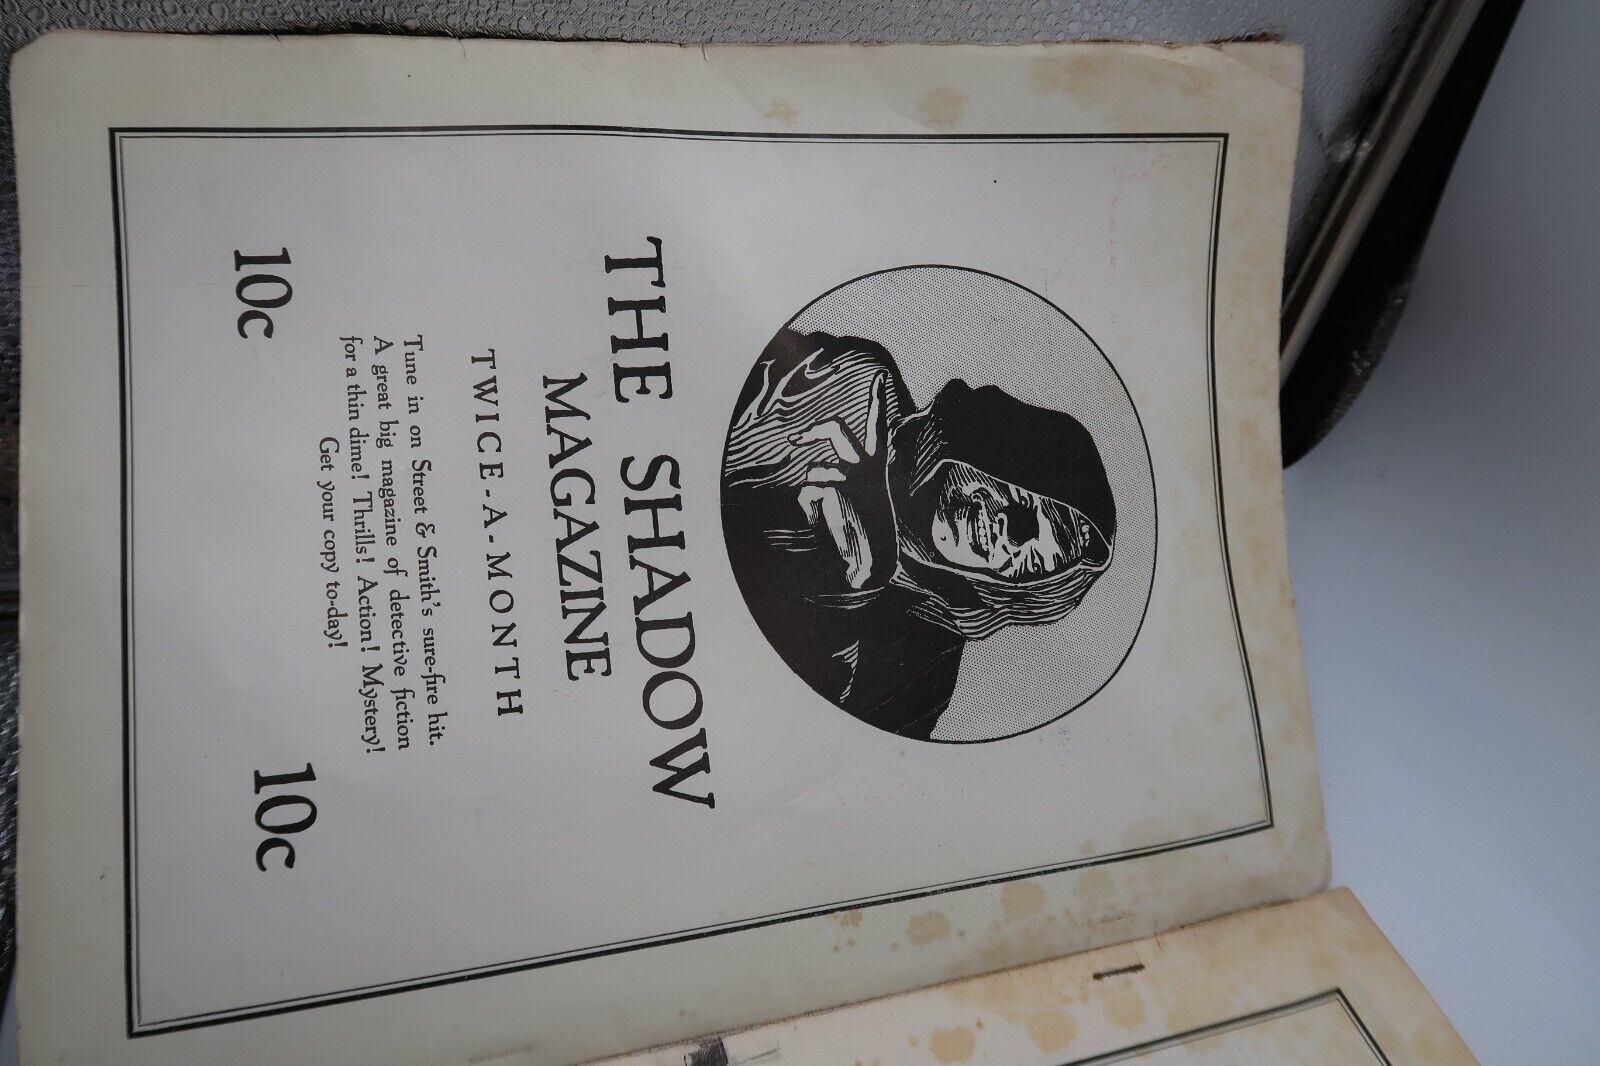 THE SHADOW
MAGAZINE
TWICE-A-MONTH
Tune in on Street & Smith's sure-fire hit.
A great big magazine of detective fiction
for a thin dime! Thrills! Action! Mystery!
Get your copy to-day!
10c 10c